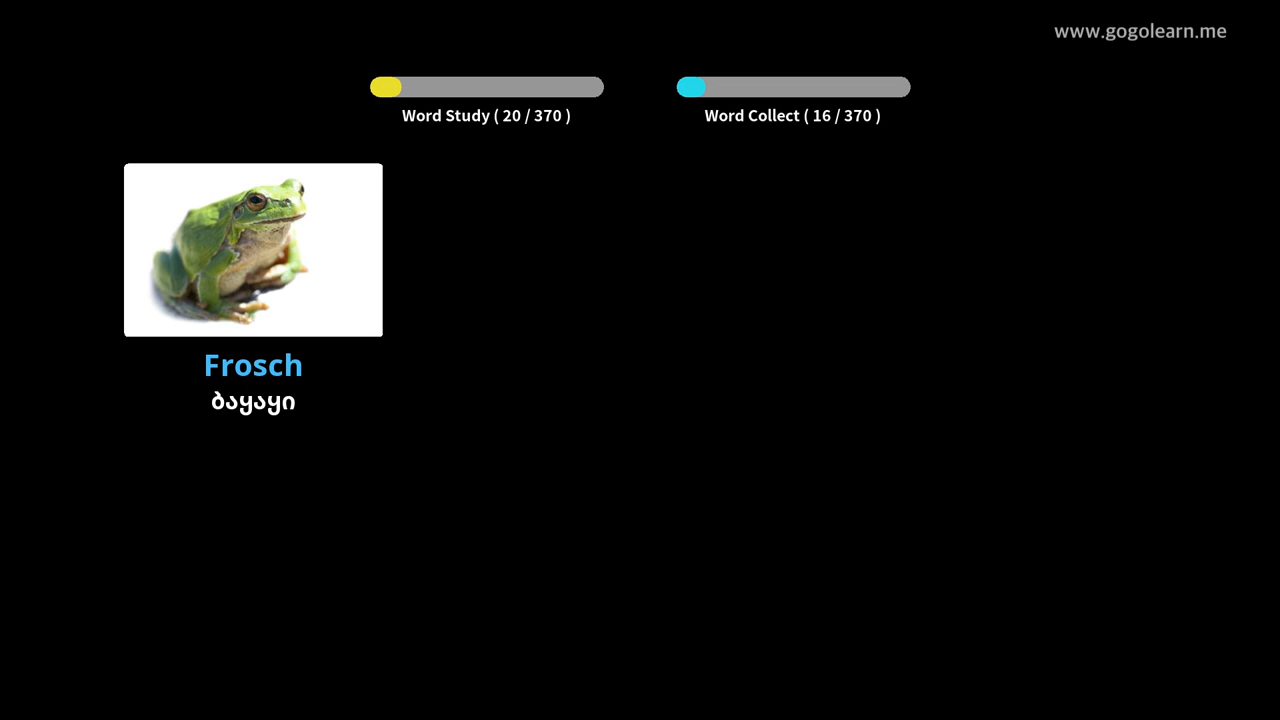 www.gogolearn.me
Word Study ( 20 / 370 )
Word Collect ( 16 / 370 )
Frosch
ბაყაყი